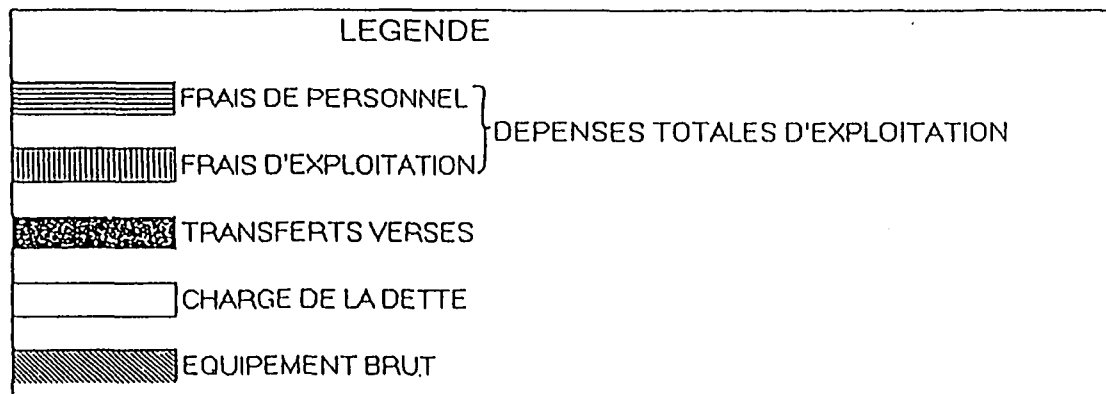 LEGENDE
FRAIS DE PERSONNEL
DEPENSES TOTALES D'EXPLOITATION
FRAIS D'EXPLOITATION
TRANSFERTS VERSES
CHARGE DE LA DETTE
EQUIPEMENT BRUT